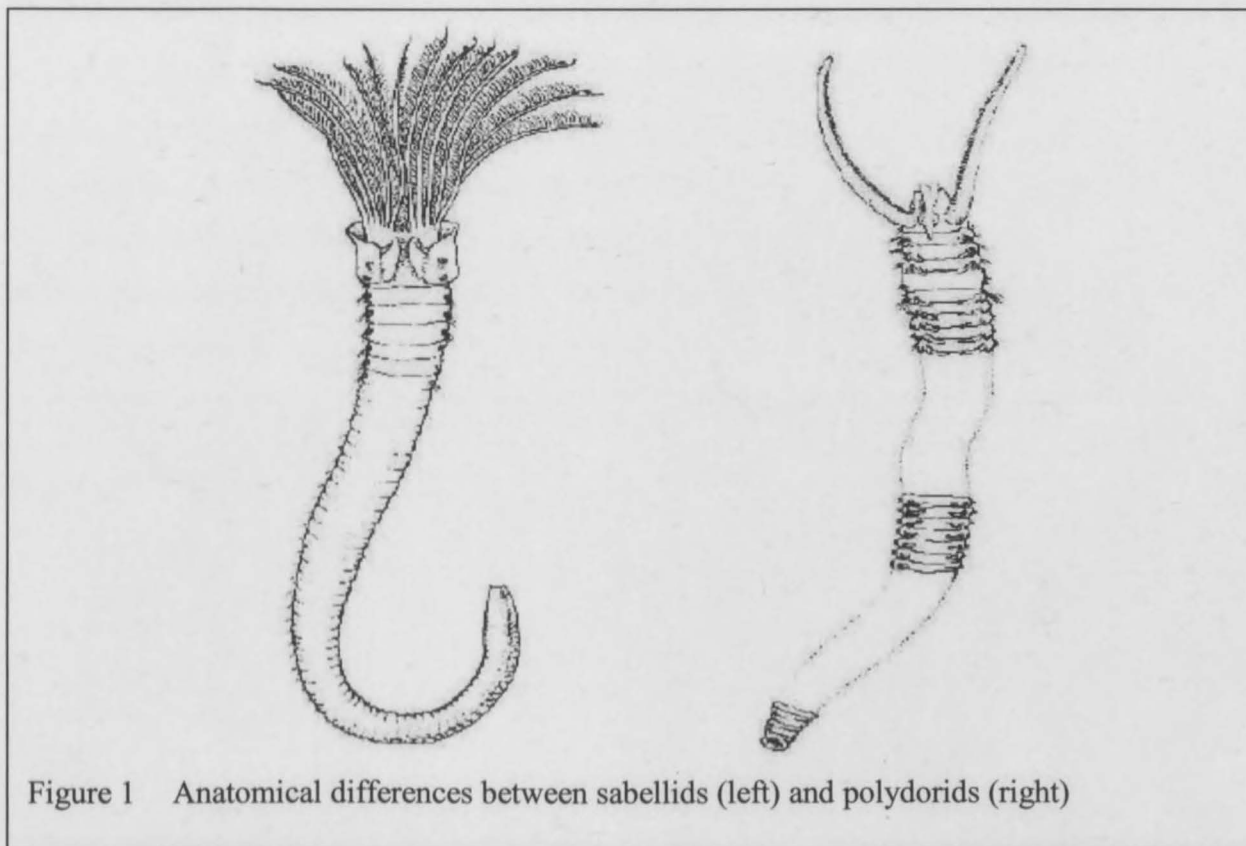 Figure 1 Anatomical differences between sabellids (left) and polydorids (right)